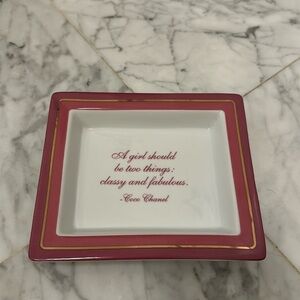 A girl should
be two things:
classy and fabulous.
-Coco Chanel